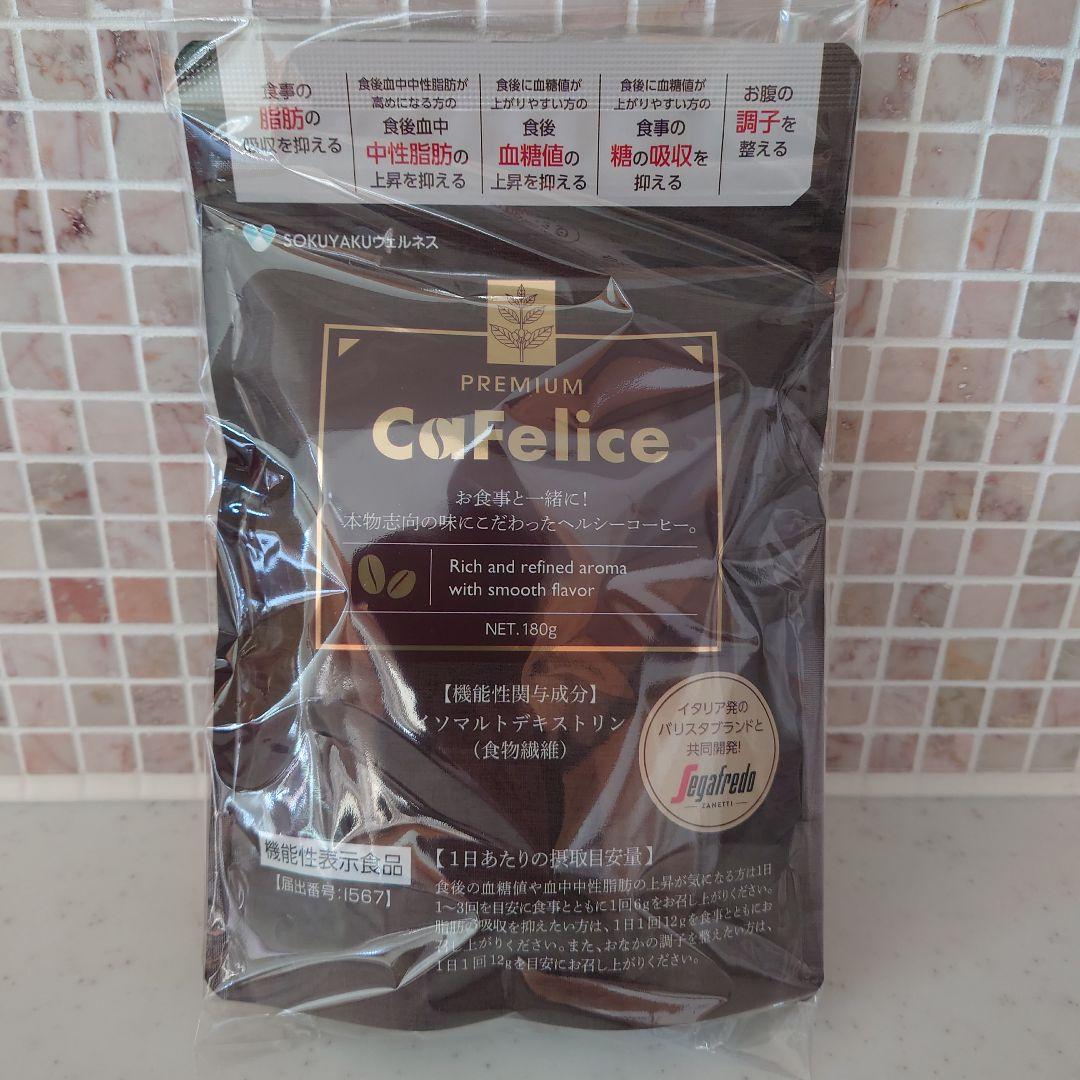 食事の
脂肪の
吸収を抑える
食後血中中性脂肪が
高めになる方の
食後血中
中性脂肪の
上昇を抑える
食後に血糖値が
上がりやすい方の
食後
血糖値の
上昇を抑える
食後に血糖値が
上がりやすい方の
食事の
糖の吸収を
抑える
お腹の
調子を
整える
SOKUYAKUウェルネス
PREMIUM
CaFelice
お食事と一緒に!
本物志向の味にこだわったヘルシーコーヒー。
Rich and refined aroma
with smooth flavor
NET.180g
【機能性関与成分】
イソマルトデキストリン
(食物繊維)
イタリア発の
バリスタブランドと
共同開発!
Segafredo
ZANETTI
機能性表示食品
【届出番号:I567】
【1日あたりの摂取目安量】
食後の血糖値や血中中性脂肪の上昇が気になる方は1日
1~3回を目安に食事とともに1回6gをお召し上がりください。
脂肪の吸収を抑えたい方は、1日1回12gを食事とともにお
召し上がりください。また、おなかの調子を整えたい方は、
1日1回12gを目安にお召し上がりください。